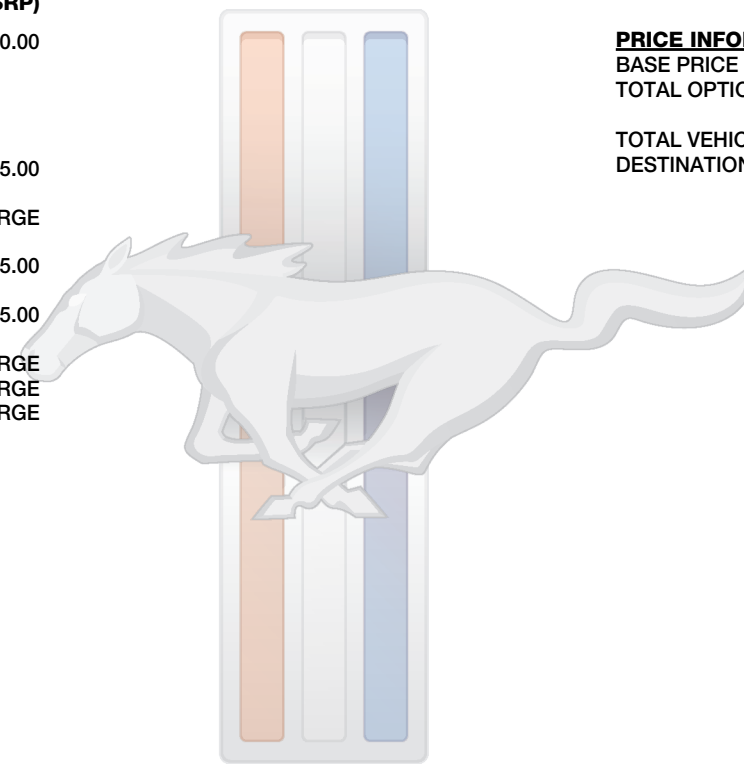 SRP)
0.00
5.00
RGE
5.00
5.00
RGE
RGE
RGE
PRICE INFO
BASE PRICE
TOTAL OPTIO
TOTAL VEHIC
DESTINATION